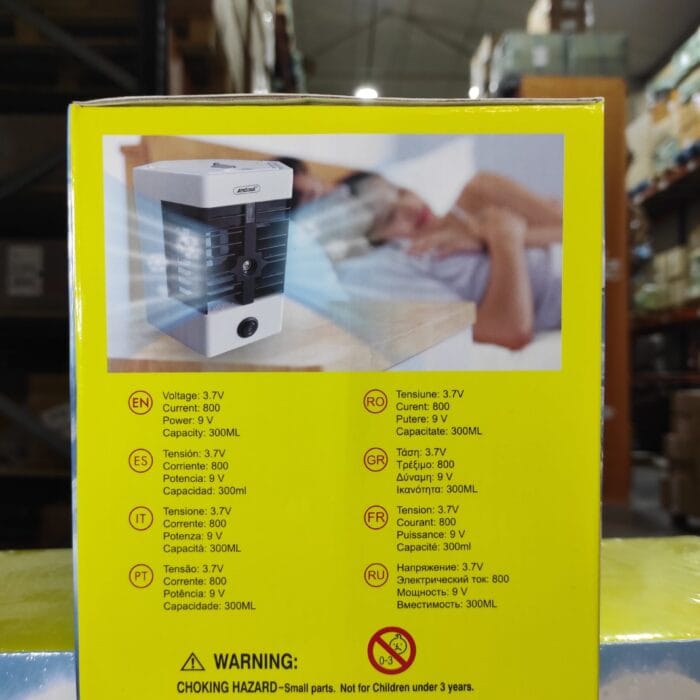 ANDOWL
EN
Voltage: 3.7V
Current: 800
Power: 9 V
Capacity: 300ML
ES
Tensión: 3.7V
Corriente: 800
Potencia: 9 V
Capacidad: 300ml
IT
Tensione: 3.7V
Corrente: 800
Potenza: 9 V
Capacità: 300ML
PT
Tensão: 3.7V
Corrente: 800
Potência: 9 V
Capacidade: 300ML
RO
Tensiune: 3.7V
Curent: 800
Putere: 9 V
Capacitate: 300ML
GR
Τάση: 3.7V
Τρέξιμο: 800
Δύναμη: 9 V
Ικανότητα: 300ML
FR
Tension: 3.7V
Courant: 800
Puissance: 9 V
Capacité: 300ml
RU
Напряжение: 3.7V
Электрический ток: 800
Мощность: 9 V
Вместимость: 300ML
0-3
WARNING:
CHOKING HAZARD–Small parts. Not for Children under 3 years.